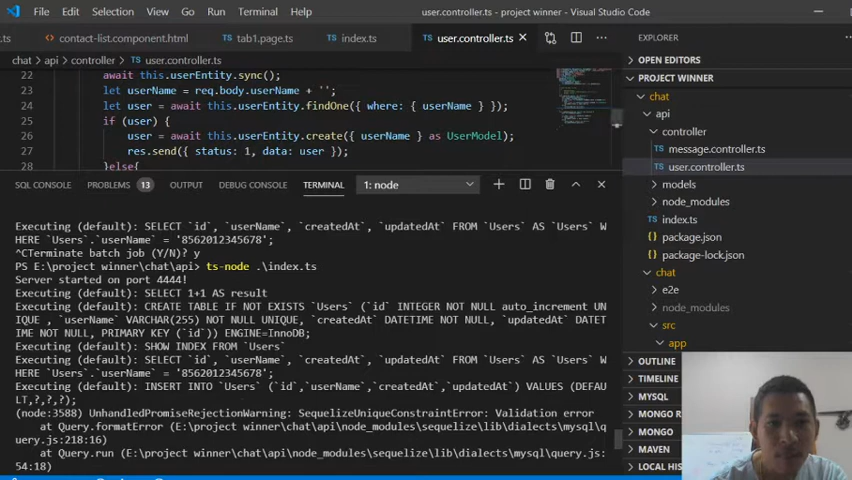 File Edit Selection View Go Run Terminal Help user.controller.ts - project winner - Visual Studio Code
.ts contact-list.component.html TS tab1.page.ts TS index.ts TS user.controller.ts
chat > api > controller > TS user.controller.ts
22 await this.userEntity.sync();
23 let userName = req.body.userName + '';
24 let user = await this.userEntity.findOne({ where: { userName } });
25 if (user) {
26 user = await this.userEntity.create({ userName } as UserModel);
27 res.send({ status: 1, data: user });
28 }else{
SQL CONSOLE PROBLEMS 13 OUTPUT DEBUG CONSOLE TERMINAL 1: node
Executing (default): SELECT `id`, `userName`, `createdAt`, `updatedAt` FROM `Users` AS `Users` W
HERE `Users`.`userName` = '8562012345678';
^CTerminate batch job (Y/N)? y
PS E:\project winner\chat\api> ts-node .\index.ts
Server started on port 4444!
Executing (default): SELECT 1+1 AS result
Executing (default): CREATE TABLE IF NOT EXISTS `Users` (`id` INTEGER NOT NULL auto_increment UN
IQUE , `userName` VARCHAR(255) NOT NULL UNIQUE, `createdAt` DATETIME NOT NULL, `updatedAt` DATET
IME NOT NULL, PRIMARY KEY (`id`)) ENGINE=InnoDB;
Executing (default): SHOW INDEX FROM `Users`
Executing (default): SELECT `id`, `userName`, `createdAt`, `updatedAt` FROM `Users` AS `Users` W
HERE `Users`.`userName` = '8562012345678';
Executing (default): INSERT INTO `Users` (`id`,`userName`,`createdAt`,`updatedAt`) VALUES (DEFAU
LT,?,?,?);
(node:3588) UnhandledPromiseRejectionWarning: SequelizeUniqueConstraintError: Validation error
at Query.formatError (E:\project winner\chat\api\node_modules\sequelize\lib\dialects\mysql\q
uery.js:218:16)
at Query.run (E:\project winner\chat\api\node_modules\sequelize\lib\dialects\mysql\query.js:
54:18)
EXPLORER
OPEN EDITORS
PROJECT WINNER
chat
api
controller
TS message.controller.ts
TS user.controller.ts
models
node_modules
TS index.ts
{} package.json
{} package-lock.json
chat
e2e
node_modules
src
app
OUTLINE
TIMELINE
MYSQL
MONGO R
MONGO
MAVEN
LOCAL HIS